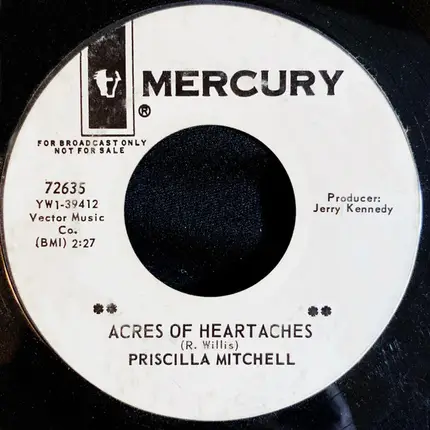 MERCURY
®
FOR BROADCAST ONLY
NOT FOR SALE
72635
YW1-39412
Vector Music
Co.
(BMI) 2:27
Producer:
Jerry Kennedy
ACRES OF HEARTACHES
(R. Willis)
PRISCILLA MITCHELL